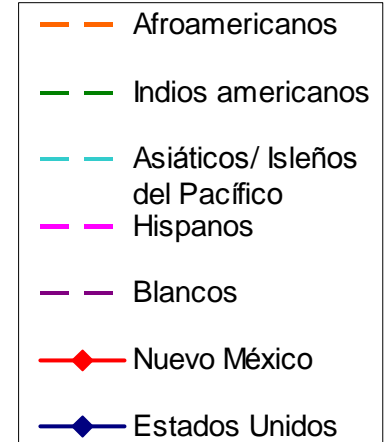 Afroamericanos
Indios americanos
Asiáticos/ Isleños
del Pacífico
Hispanos
Blancos
Nuevo México
Estados Unidos